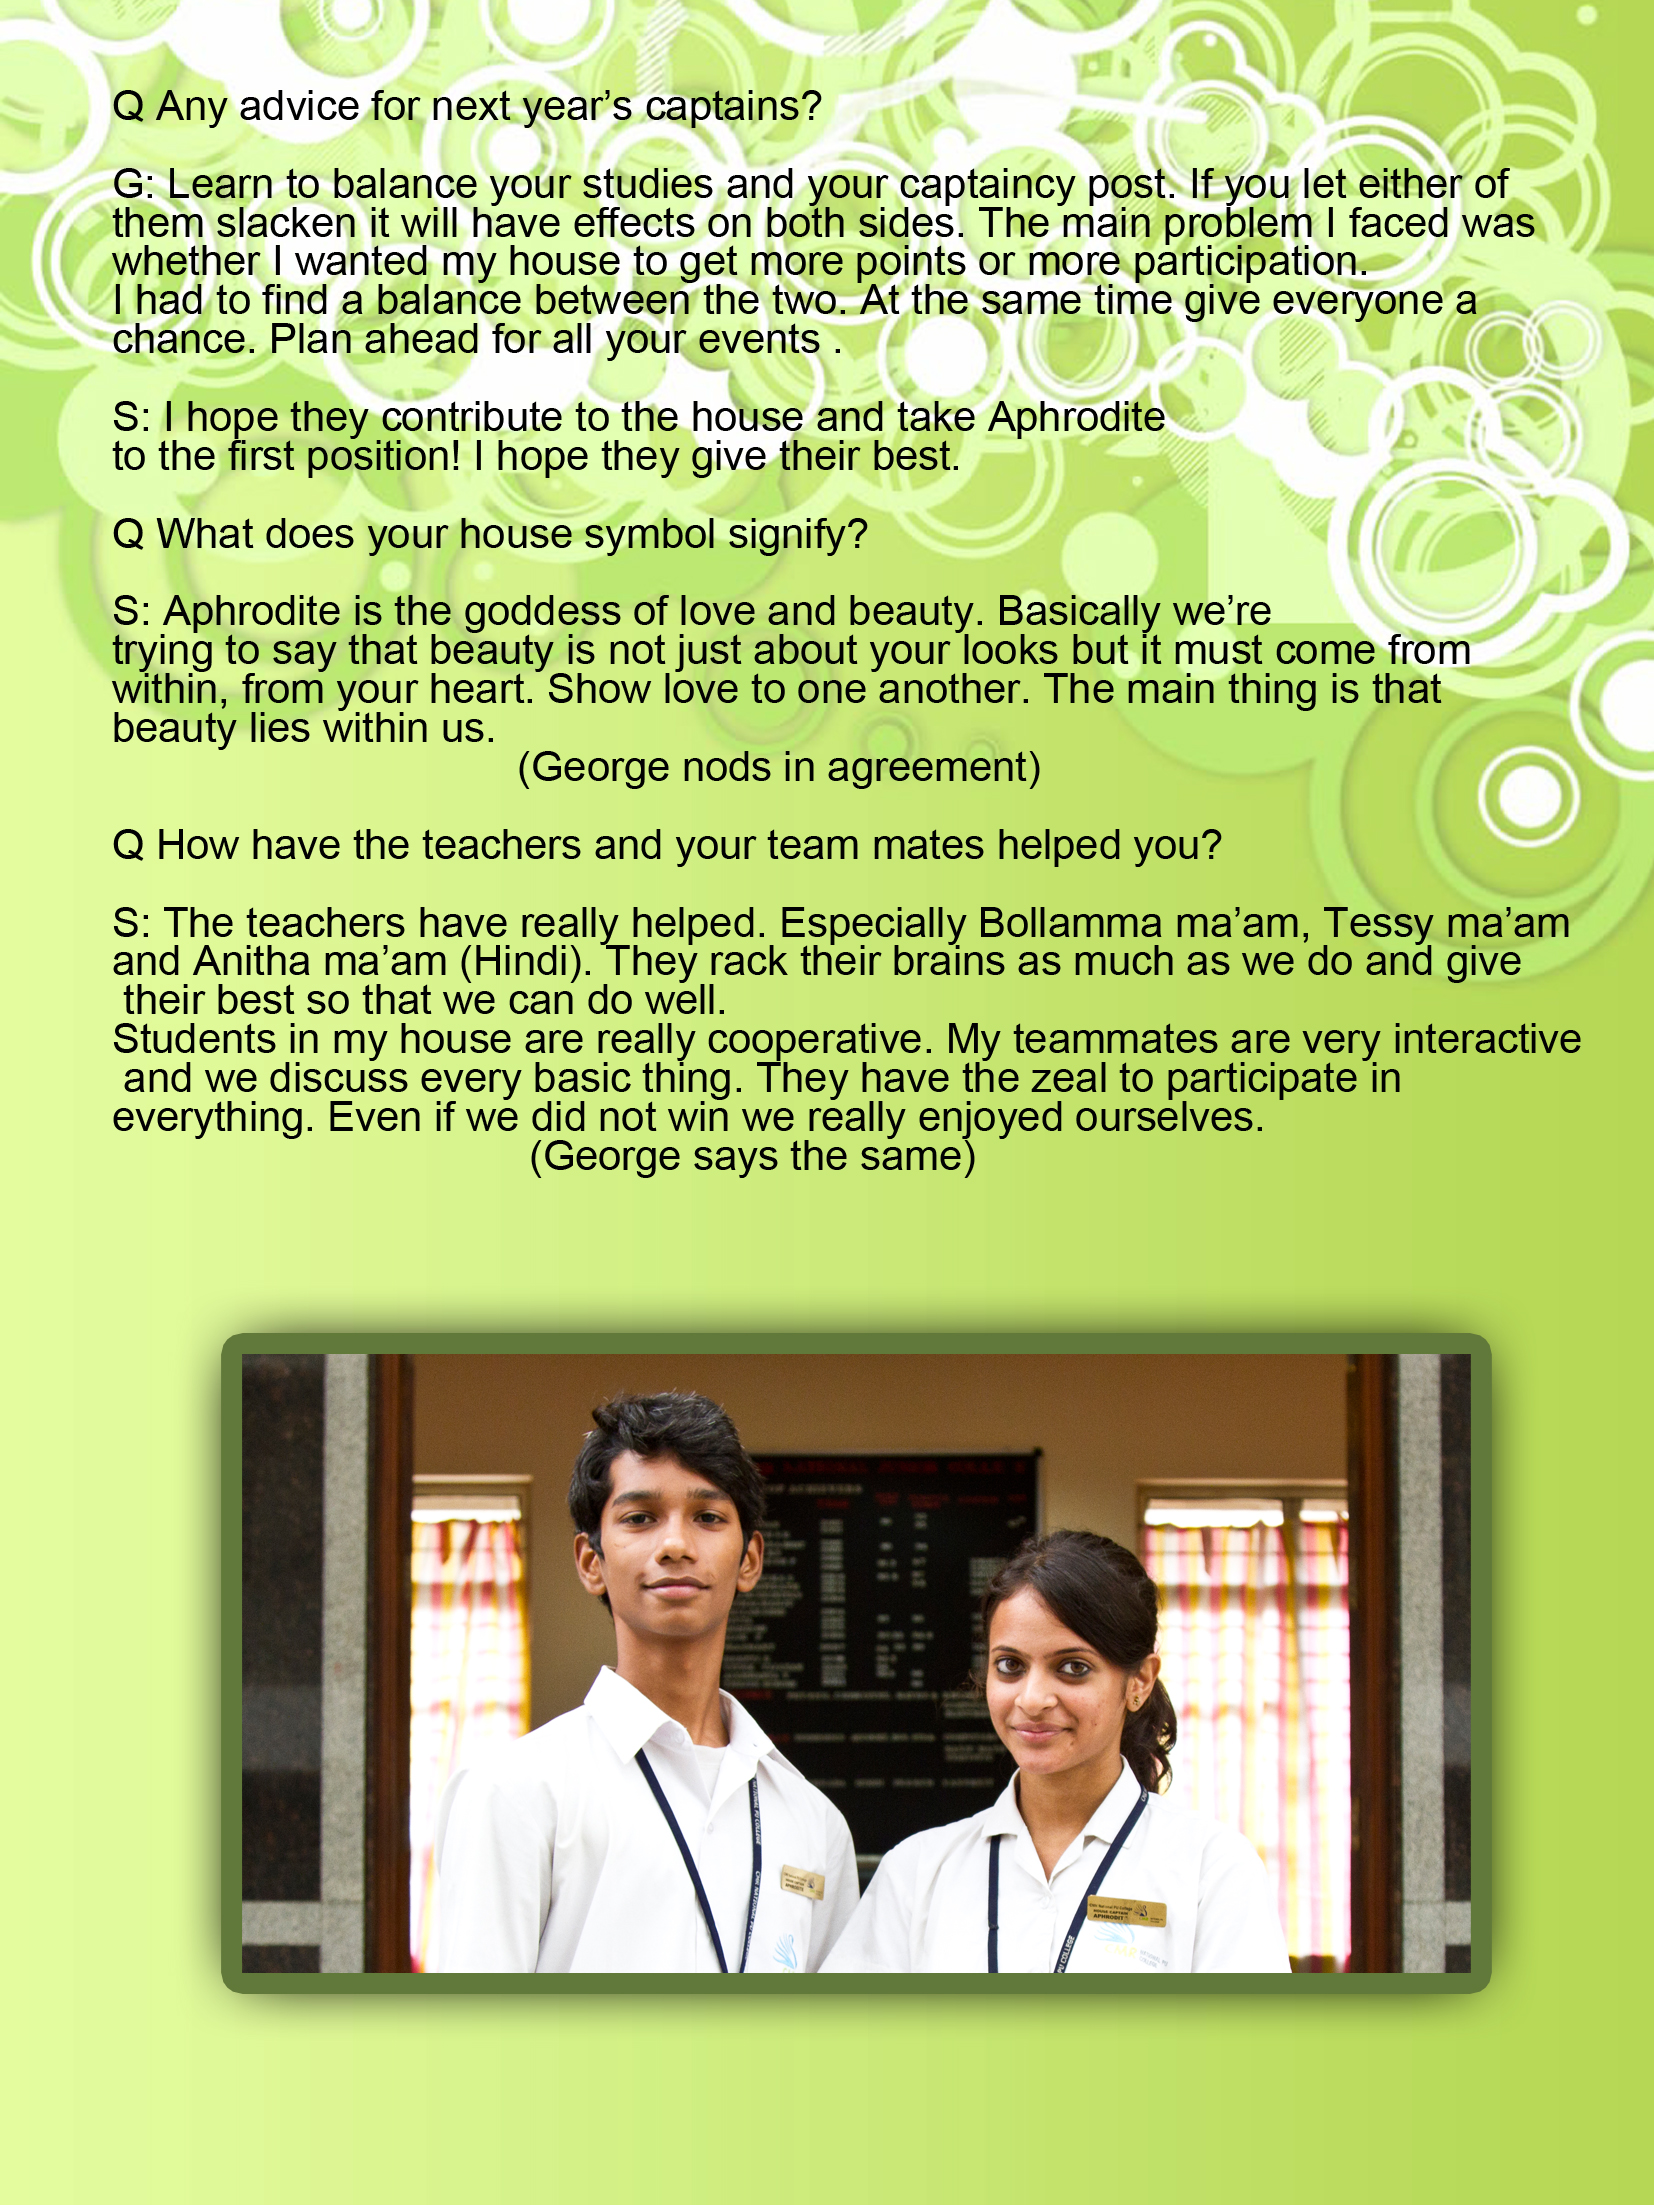 Q Any advice for next year’s captains?
G: Learn to balance your studies and your captaincy post. If you let either of
them slacken it will have effects on both sides. The main problem I faced was
whether I wanted my house to get more points or more participation.
I had to find a balance between the two. At the same time give everyone a
chance. Plan ahead for all your events .
S: I hope they contribute to the house and take Aphrodite
to the first position! I hope they give their best.
Q What does your house symbol signify?
S: Aphrodite is the goddess of love and beauty. Basically we’re
trying to say that beauty is not just about your looks but it must come from
within, from your heart. Show love to one another. The main thing is that
beauty lies within us.
(George nods in agreement)
Q How have the teachers and your team mates helped you?
S: The teachers have really helped. Especially Bollamma ma’am, Tessy ma’am
and Anitha ma’am (Hindi). They rack their brains as much as we do and give
their best so that we can do well.
Students in my house are really cooperative. My teammates are very interactive
and we discuss every basic thing. They have the zeal to participate in
everything. Even if we did not win we really enjoyed ourselves.
(George says the same)
NATIONAL JUNIOR
NATIONAL PU COLLEGE
HOUSE CAPTAIN
PU COLLEGE